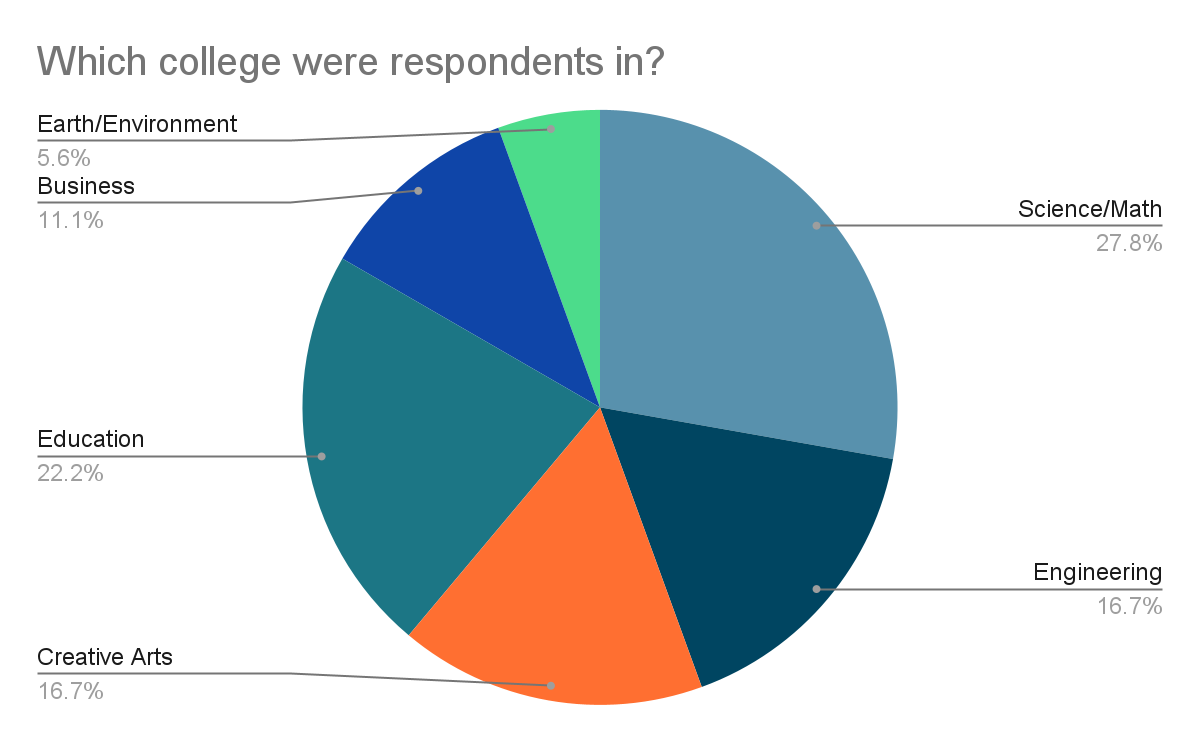 Which college were respondents in?
Earth/Environment
5.6%
Business
11.1%
Science/Math
27.8%
Education
22.2%
Engineering
16.7%
Creative Arts
16.7%